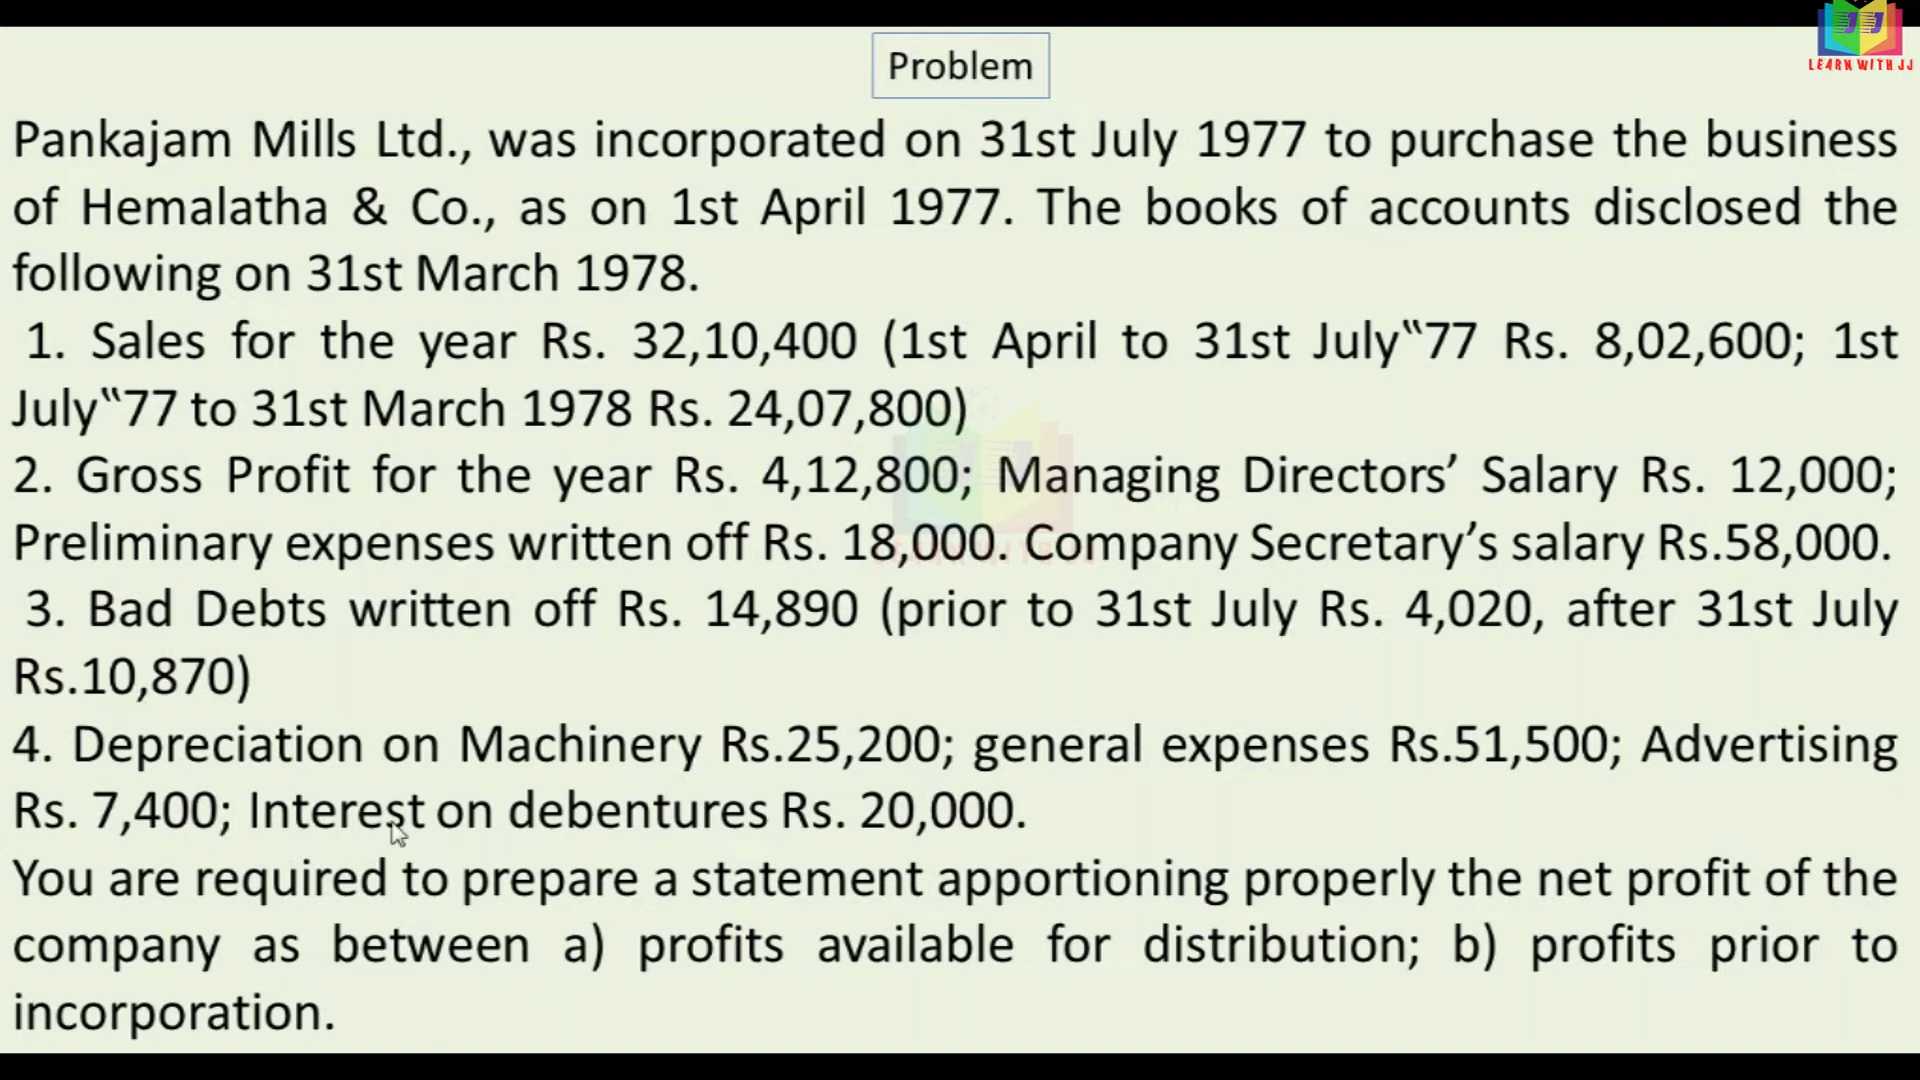 LEARN WITH JJ
Problem
Pankajam Mills Ltd., was incorporated on 31st July 1977 to purchase the business
of Hemalatha & Co., as on 1st April 1977. The books of accounts disclosed the
following on 31st March 1978.
1. Sales for the year Rs. 32,10,400 (1st April to 31st July‟77 Rs. 8,02,600; 1st
July‟77 to 31st March 1978 Rs. 24,07,800)
2. Gross Profit for the year Rs. 4,12,800; Managing Directors’ Salary Rs. 12,000;
Preliminary expenses written off Rs. 18,000. Company Secretary’s salary Rs.58,000.
3. Bad Debts written off Rs. 14,890 (prior to 31st July Rs. 4,020, after 31st July
Rs.10,870)
4. Depreciation on Machinery Rs.25,200; general expenses Rs.51,500; Advertising
Rs. 7,400; Interest on debentures Rs. 20,000.
You are required to prepare a statement apportioning properly the net profit of the
company as between a) profits available for distribution; b) profits prior to
incorporation.